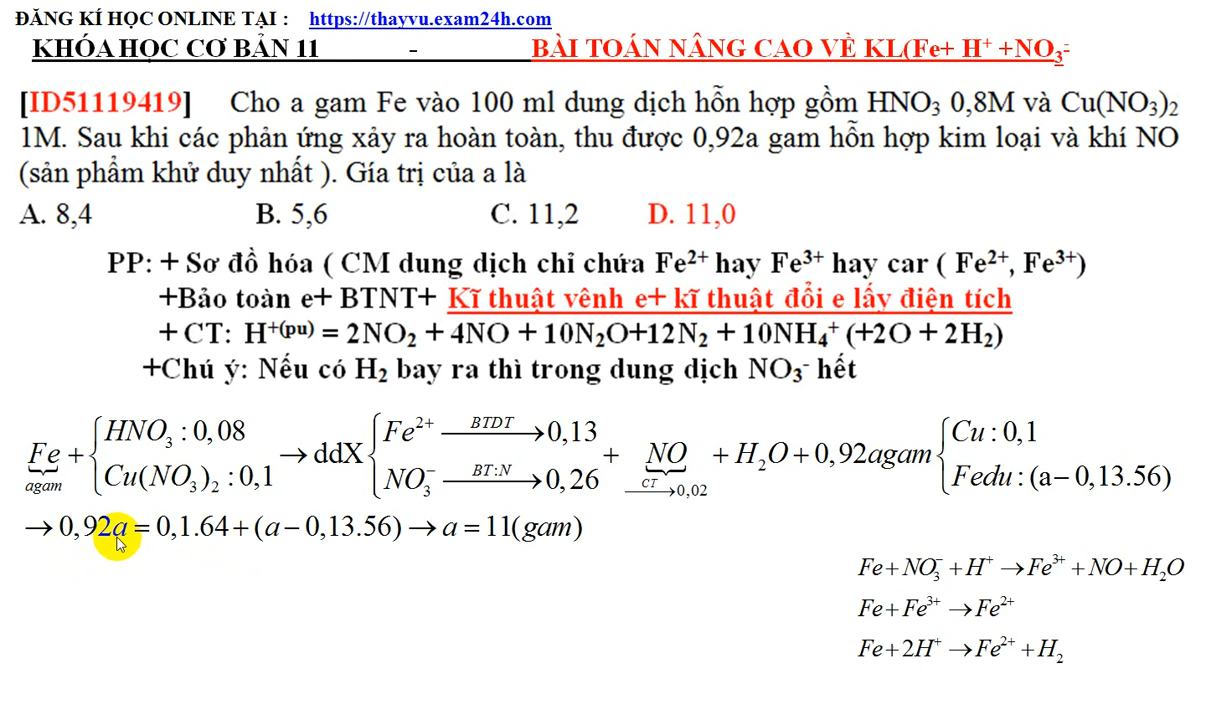 ĐĂNG KÍ HỌC ONLINE TẠI : https://thayvu.exam24h.com
KHÓA HỌC CƠ BẢN 11 - BÀI TOÁN NÂNG CAO VỀ KL(Fe+ H⁺ +NO₃⁻
[ID51119419] Cho a gam Fe vào 100 ml dung dịch hỗn hợp gồm HNO₃ 0,8M và Cu(NO₃)₂
1M. Sau khi các phản ứng xảy ra hoàn toàn, thu được 0,92a gam hỗn hợp kim loại và khí NO
(sản phẩm khử duy nhất ). Gía trị của a là
A. 8,4 B. 5,6 C. 11,2 D. 11,0
PP: + Sơ đồ hóa ( CM dung dịch chỉ chứa Fe²⁺ hay Fe³⁺ hay car ( Fe²⁺, Fe³⁺)
+Bảo toàn e+ BTNT+ Kĩ thuật vênh e+ kĩ thuật đổi e lấy điện tích
+ CT: H⁺⁽ᵖᵘ⁾ = 2NO₂ + 4NO + 10N₂O+12N₂ + 10NH₄⁺ (+2O + 2H₂)
+Chú ý: Nếu có H₂ bay ra thì trong dung dịch NO₃⁻ hết
Fe (agam) + { HNO₃ : 0,08 ; Cu(NO₃)₂ : 0,1 → ddX { Fe²⁺ —BTDT→ 0,13 ; NO₃⁻ —BT:N→ 0,26 + NO —CT→ 0,02 + H₂O + 0,92agam { Cu : 0,1 ; Fedu : (a− 0,13.56)
→ 0,92a = 0,1.64 + (a − 0,13.56) → a = 11(gam)
Fe + NO₃⁻ + H⁺ → Fe³⁺ + NO + H₂O
Fe + Fe³⁺ → Fe²⁺
Fe + 2H⁺ → Fe²⁺ + H₂